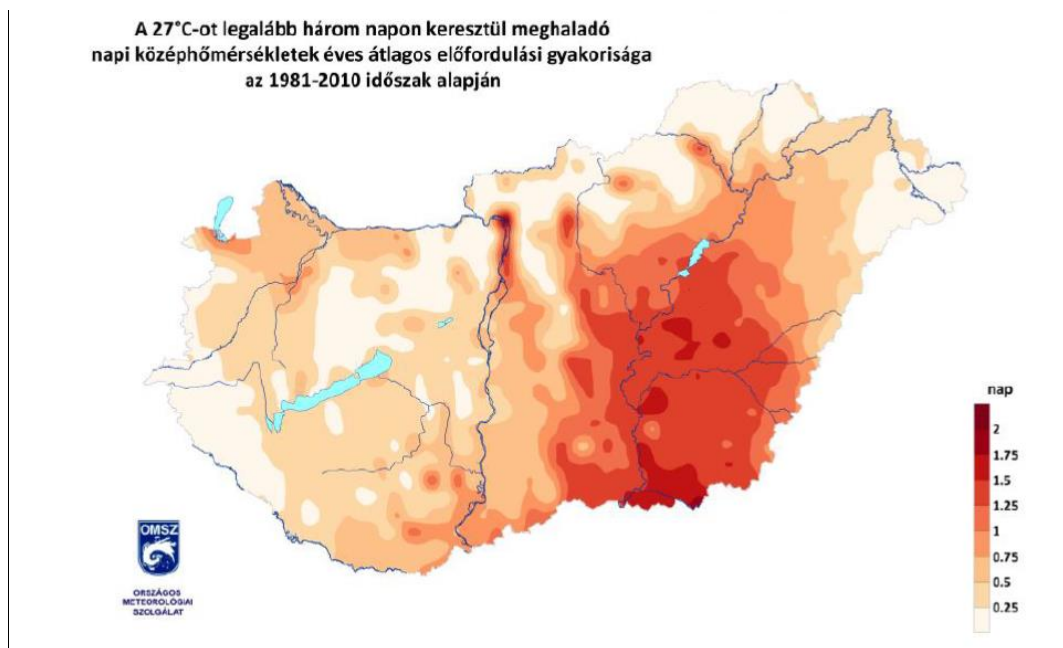 A 27°C-ot legalább három napon keresztül meghaladó
napi középhőmérsékletek éves átlagos előfordulási gyakorisága
az 1981-2010 időszak alapján
nap
2
1.75
1.5
1.25
1
0.75
0.5
0.25
OMSZ
ORSZÁGOS
METEOROLÓGIAI
SZOLGÁLAT